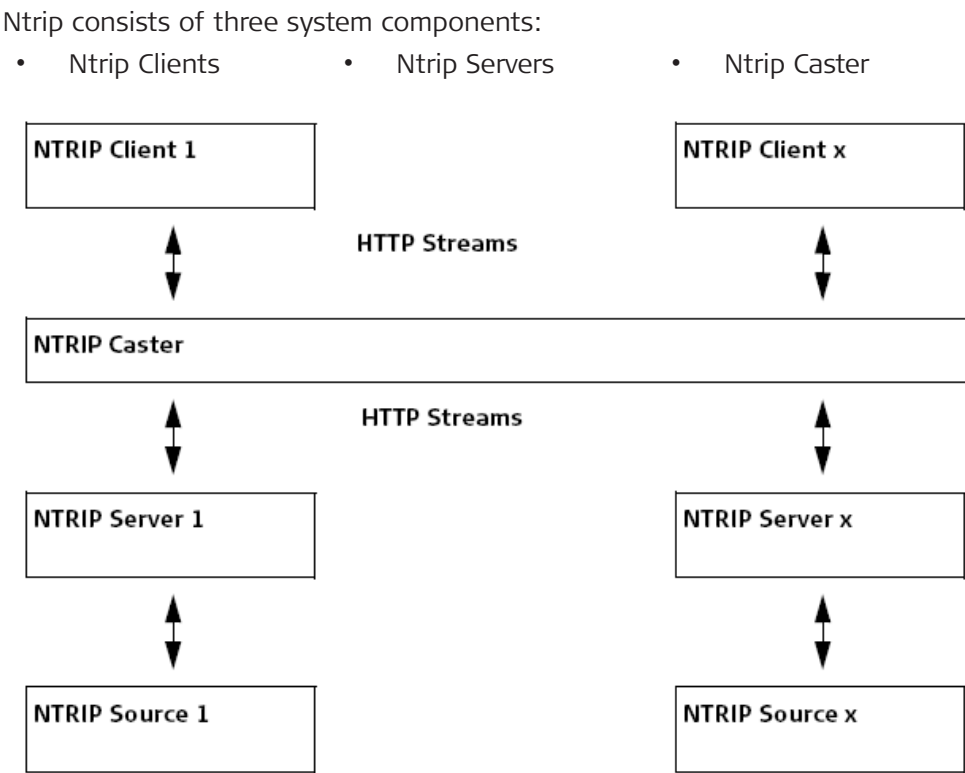 Ntrip consists of three system components:
• Ntrip Clients • Ntrip Servers • Ntrip Caster
NTRIP Client 1 NTRIP Client x
HTTP Streams
NTRIP Caster
HTTP Streams
NTRIP Server 1 NTRIP Server x
NTRIP Source 1 NTRIP Source x